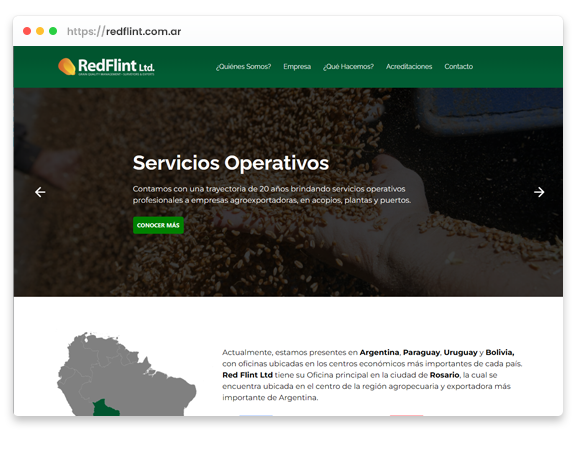 https://redflint.com.ar
RedFlint Ltd.
¿Quiénes Somos? Empresa ¿Qué Hacemos? Acreditaciones Contacto
Servicios Operativos
Contamos con una trayectoria de 20 años brindando servicios operativos
profesionales a empresas agroexportadoras, en acopios, plantas y puertos.
CONOCER MÁS
Actualmente, estamos presentes en Argentina, Paraguay, Uruguay y Bolivia,
con oficinas ubicadas en los centros económicos más importantes de cada país.
Red Flint Ltd tiene su Oficina principal en la ciudad de Rosario, la cual se
encuentra ubicada en el centro de la región agropecuaria y exportadora más
importante de Argentina.